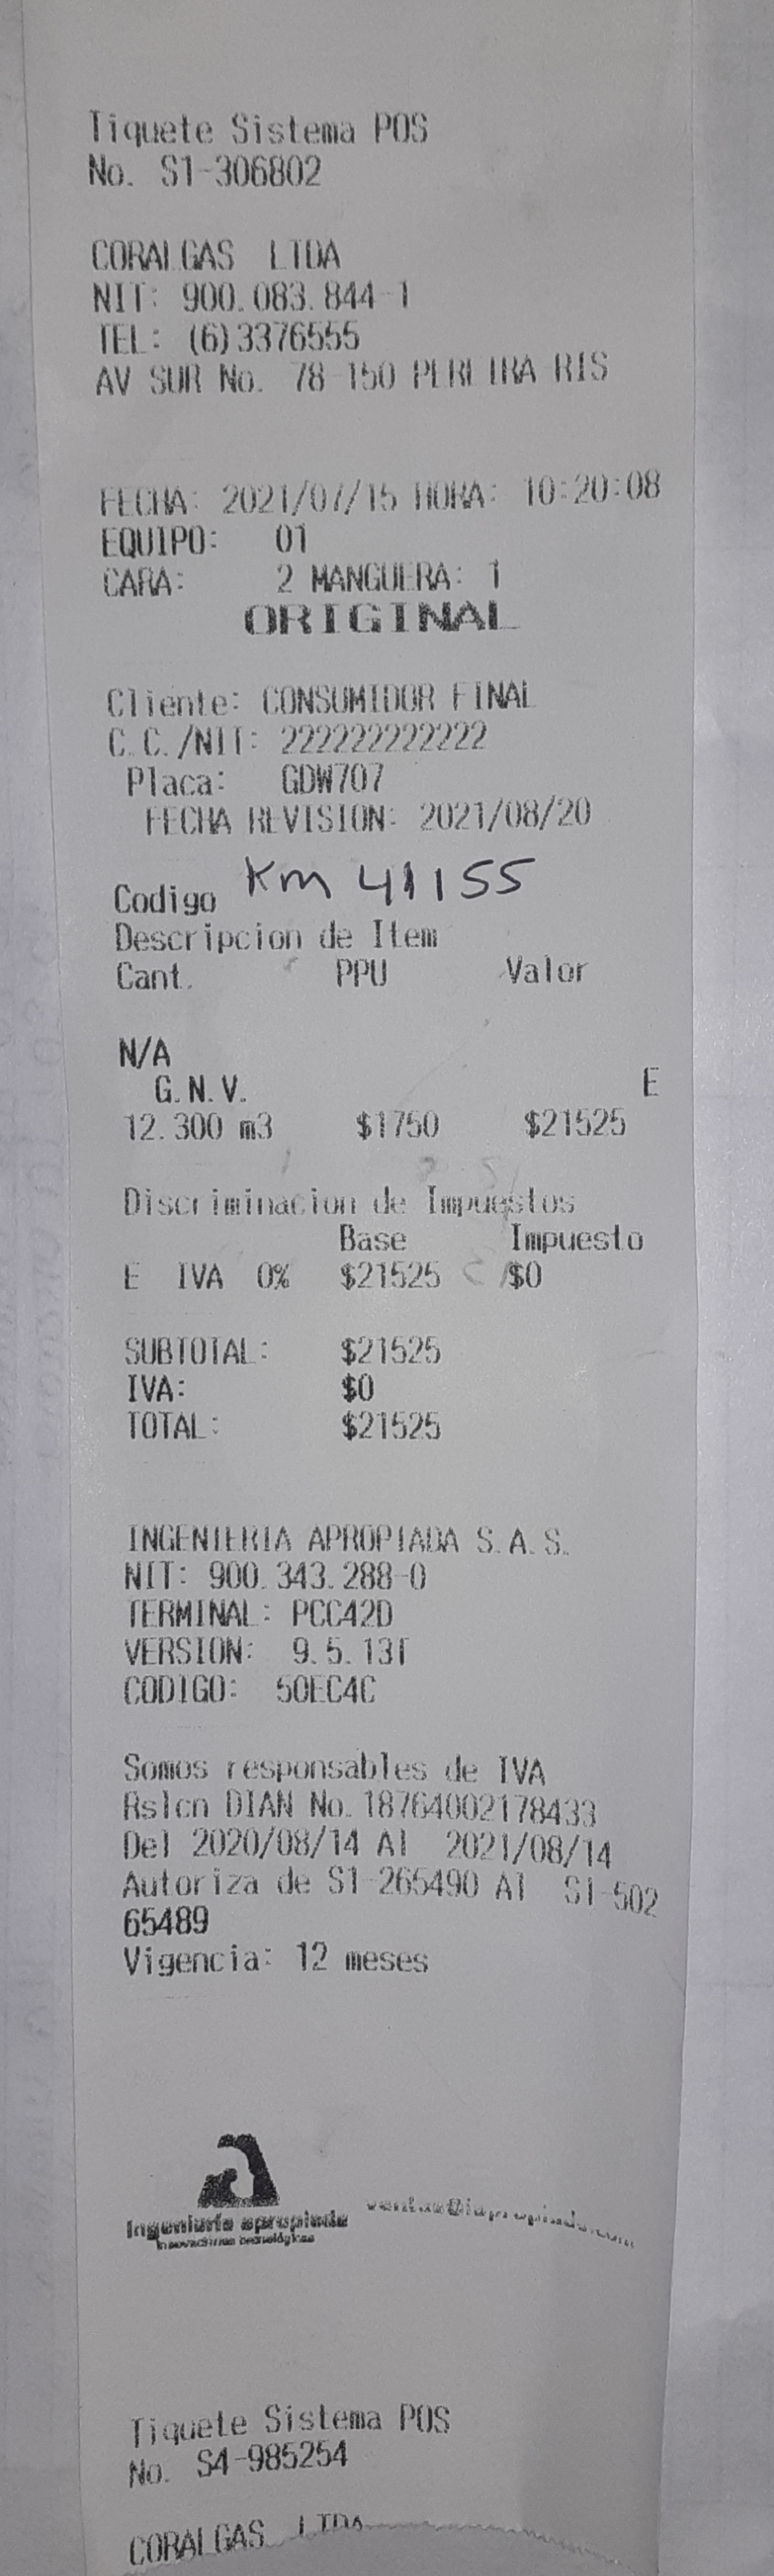 Tiquete Sistema POS
No. S1-306802
CORALGAS LTDA
NIT: 900.083.844-1
TEL: (6)3376555
AV SUR No. 78-150 PEREIRA RIS
FECHA: 2021/07/15 HORA: 10:20:08
EQUIPO: 01
CARA: 2 MANGUERA: 1
ORIGINAL
Cliente: CONSUMIDOR FINAL
C.C./NIT: 222222222222
Placa: GDW707
FECHA REVISION: 2021/08/20
Km 41155
Codigo
Descripcion de Item
Cant. PPU Valor
N/A
G.N.V. E
12.300 m3 $1750 $21525
Discriminacion de Impuestos
Base Impuesto
E IVA 0% $21525 $0
SUBTOTAL: $21525
IVA: $0
TOTAL: $21525
INGENIERIA APROPIADA S.A.S.
NIT: 900.343.288-0
TERMINAL: PCC42D
VERSION: 9.5.13T
CODIGO: 50EC4C
Somos responsables de IVA
Rslcn DIAN No. 18764002178433
Del 2020/08/14 Al 2021/08/14
Autoriza de S1-265490 Al S1-502
65489
Vigencia: 12 meses
Ingeniería apropiada
innovaciones tecnológicas
ventas@iapropiada.com
Tiquete Sistema POS
No. S4-985254
CORALGAS LTDA